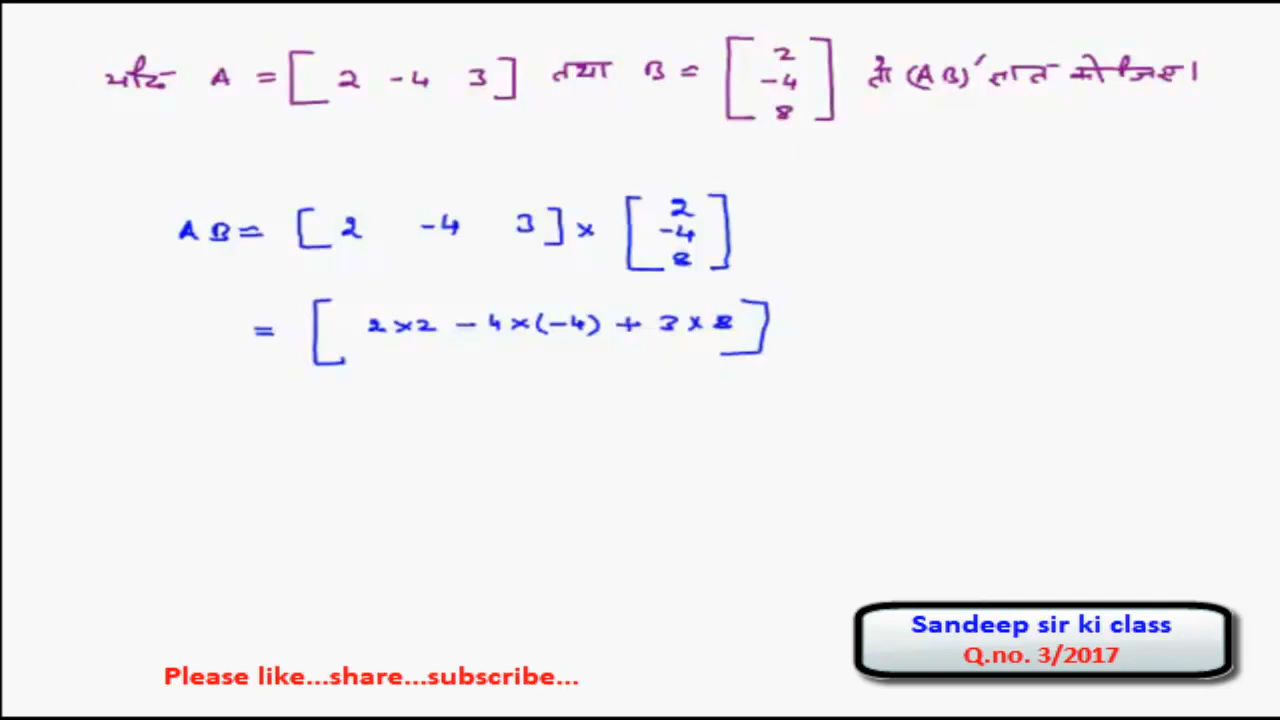 यदि A = [ 2 -4 3 ] तथा B = [ 2 -4 8 ] तो (AB)' ज्ञात कीजिए।
AB = [ 2 -4 3 ] × [ 2 -4 8 ]
= [ 2×2 - 4×(-4) + 3×8 ]
Sandeep sir ki class
Q.no. 3/2017
Please like...share...subscribe...